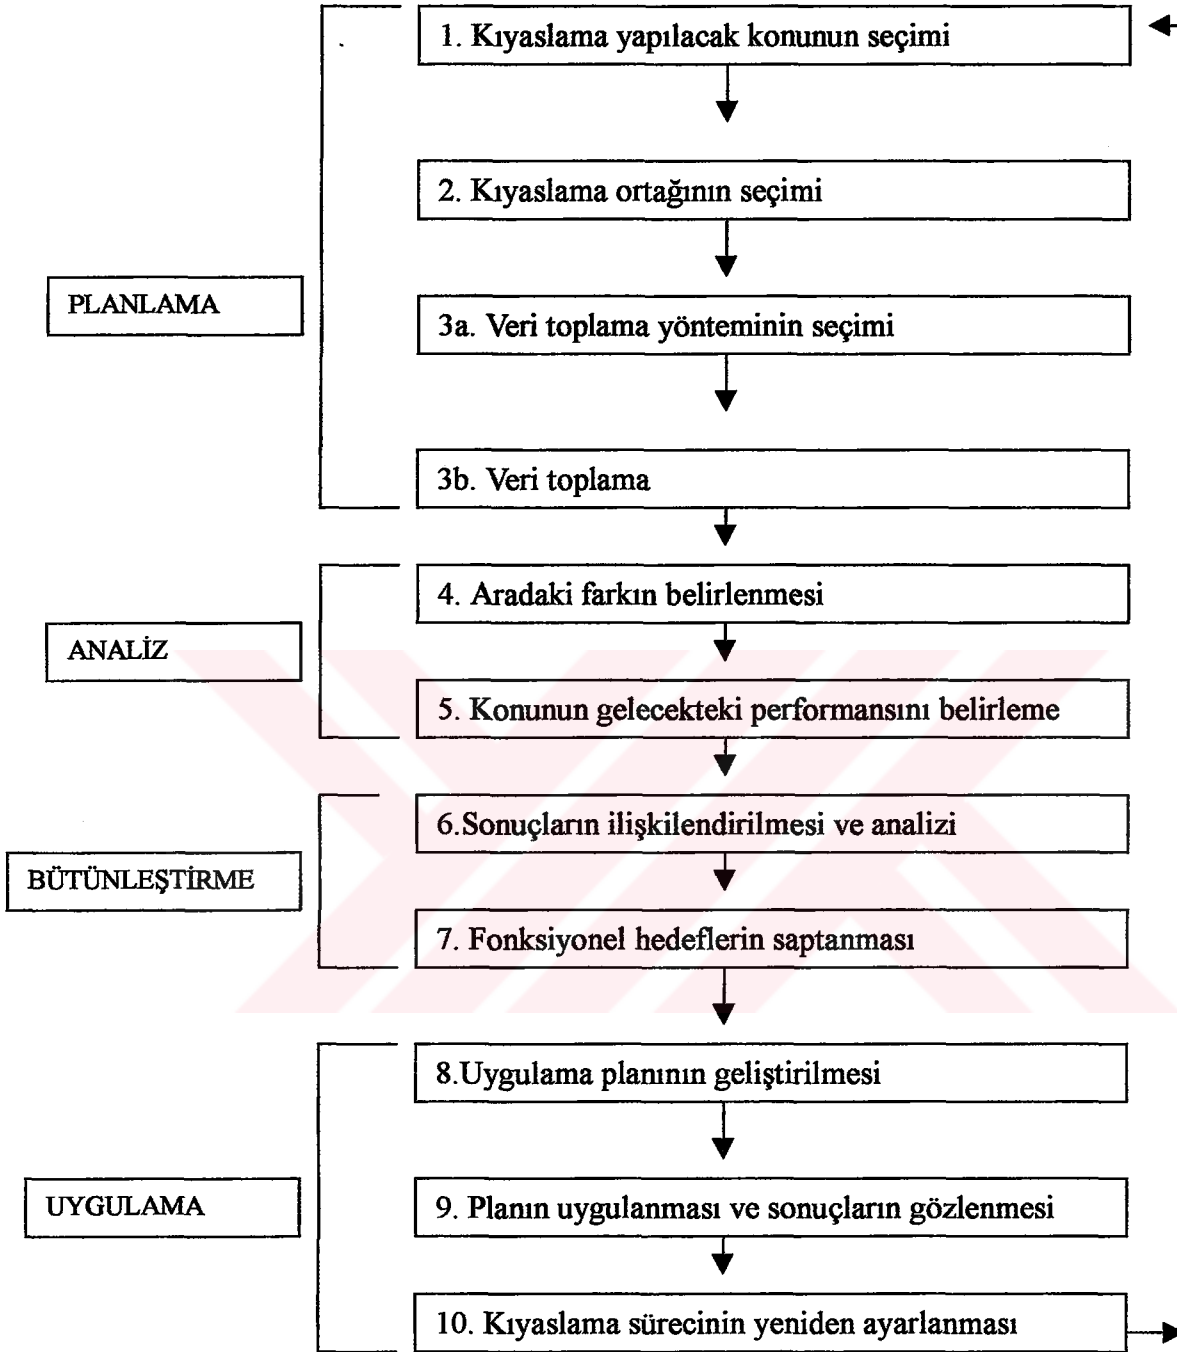 1. Kıyaslama yapılacak konunun seçimi
2. Kıyaslama ortağının seçimi
PLANLAMA
3a. Veri toplama yönteminin seçimi
3b. Veri toplama
4. Aradaki farkın belirlenmesi
ANALİZ
5. Konunun gelecekteki performansını belirleme
6.Sonuçların ilişkilendirilmesi ve analizi
BÜTÜNLEŞTİRME
7. Fonksiyonel hedeflerin saptanması
8.Uygulama planının geliştirilmesi
UYGULAMA
9. Planın uygulanması ve sonuçların gözlenmesi
10. Kıyaslama sürecinin yeniden ayarlanması